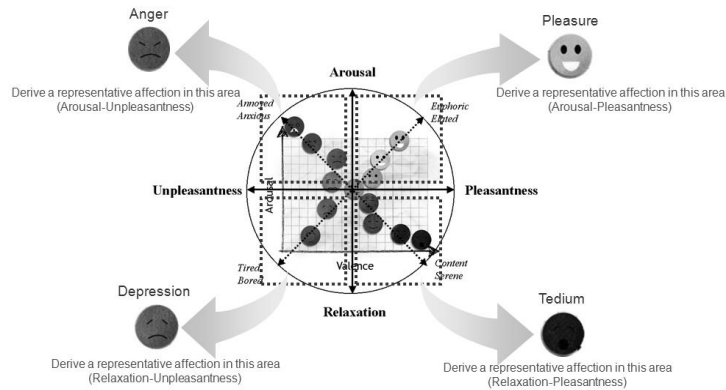 Anger
Pleasure
Derive a representative affection in this area
(Arousal-Unpleasantness)
Derive a representative affection in this area
(Arousal-Pleasantness)
Arousal
Annoyed
Anxious
Euphoric
Elated
Unpleasantness
Arousal
Pleasantness
Tired
Bored
Valence
Content
Serene
Relaxation
Depression
Tedium
Derive a representative affection in this area
(Relaxation-Unpleasantness)
Derive a representative affection in this area
(Relaxation-Pleasantness)